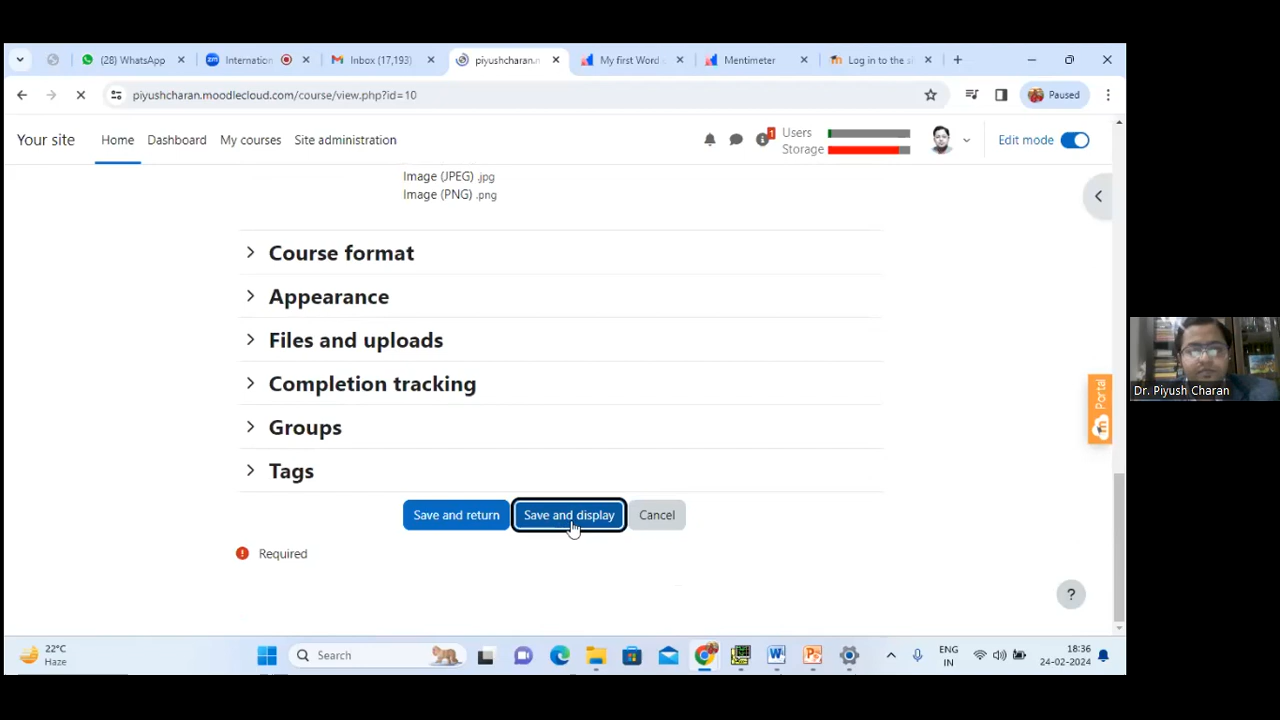 (28) WhatsApp
Internation
Inbox (17,193)
piyushcharan.n
My first Word
Mentimeter
Log in to the si
piyushcharan.moodlecloud.com/course/view.php?id=10
Paused
Your site
Home
Dashboard
My courses
Site administration
1
Users
Storage
Edit mode
Image (JPEG) .jpg
Image (PNG) .png
Course format
Appearance
Files and uploads
Completion tracking
Groups
Tags
Save and return
Save and display
Cancel
Required
?
Portal
Dr. Piyush Charan
22°C
Haze
Search
ENG
IN
18:36
24-02-2024